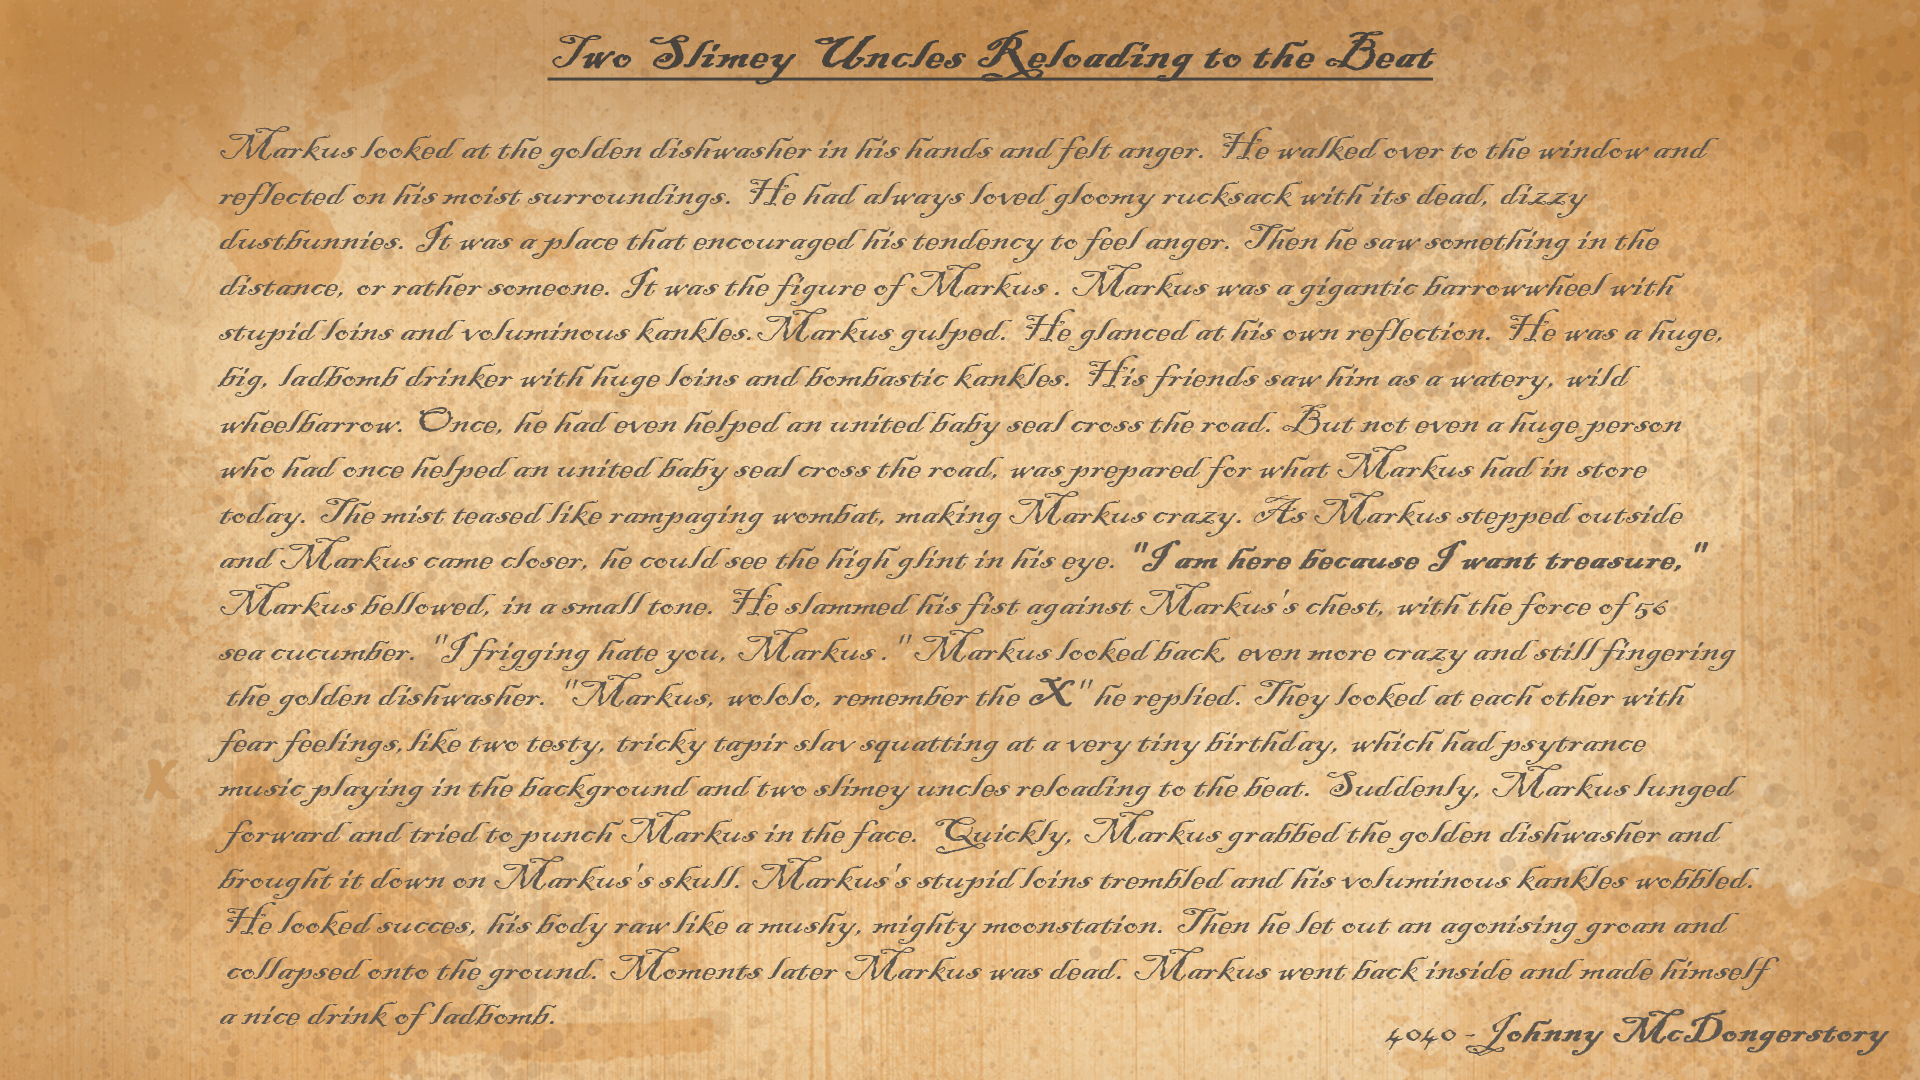 Two Slimey Uncles Reloading to the Beat
Markus looked at the golden dishwasher in his hands and felt anger. He walked over to the window and
reflected on his moist surroundings. He had always loved gloomy rucksack with its dead, dizzy
dustbunnies. It was a place that encouraged his tendency to feel anger. Then he saw something in the
distance, or rather someone. It was the figure of Markus . Markus was a gigantic barrowwheel with
stupid loins and voluminous kankles. Markus gulped. He glanced at his own reflection. He was a huge,
big, ladbomb drinker with huge loins and bombastic kankles. His friends saw him as a watery, wild
wheelbarrow. Once, he had even helped an united baby seal cross the road. But not even a huge person
who had once helped an united baby seal cross the road, was prepared for what Markus had in store
today. The mist teased like rampaging wombat, making Markus crazy. As Markus stepped outside
and Markus came closer, he could see the high glint in his eye. "I am here because I want treasure,"
Markus bellowed, in a small tone. He slammed his fist against Markus's chest, with the force of 56
sea cucumber. "I frigging hate you, Markus . " Markus looked back, even more crazy and still fingering
the golden dishwasher. "Markus, wololo, remember the X" he replied. They looked at each other with
fear feelings, like two testy, tricky tapir slav squatting at a very tiny birthday, which had psytrance
X
music playing in the background and two slimey uncles reloading to the beat. Suddenly, Markus lunged
forward and tried to punch Markus in the face. Quickly, Markus grabbed the golden dishwasher and
brought it down on Markus's skull. Markus's stupid loins trembled and his voluminous kankles wobbled.
He looked succes, his body raw like a mushy, mighty moonstation. Then he let out an agonising groan and
collapsed onto the ground. Moments later Markus was dead. Markus went back inside and made himself
a nice drink of ladbomb.
4040 - Johnny McDongerstory